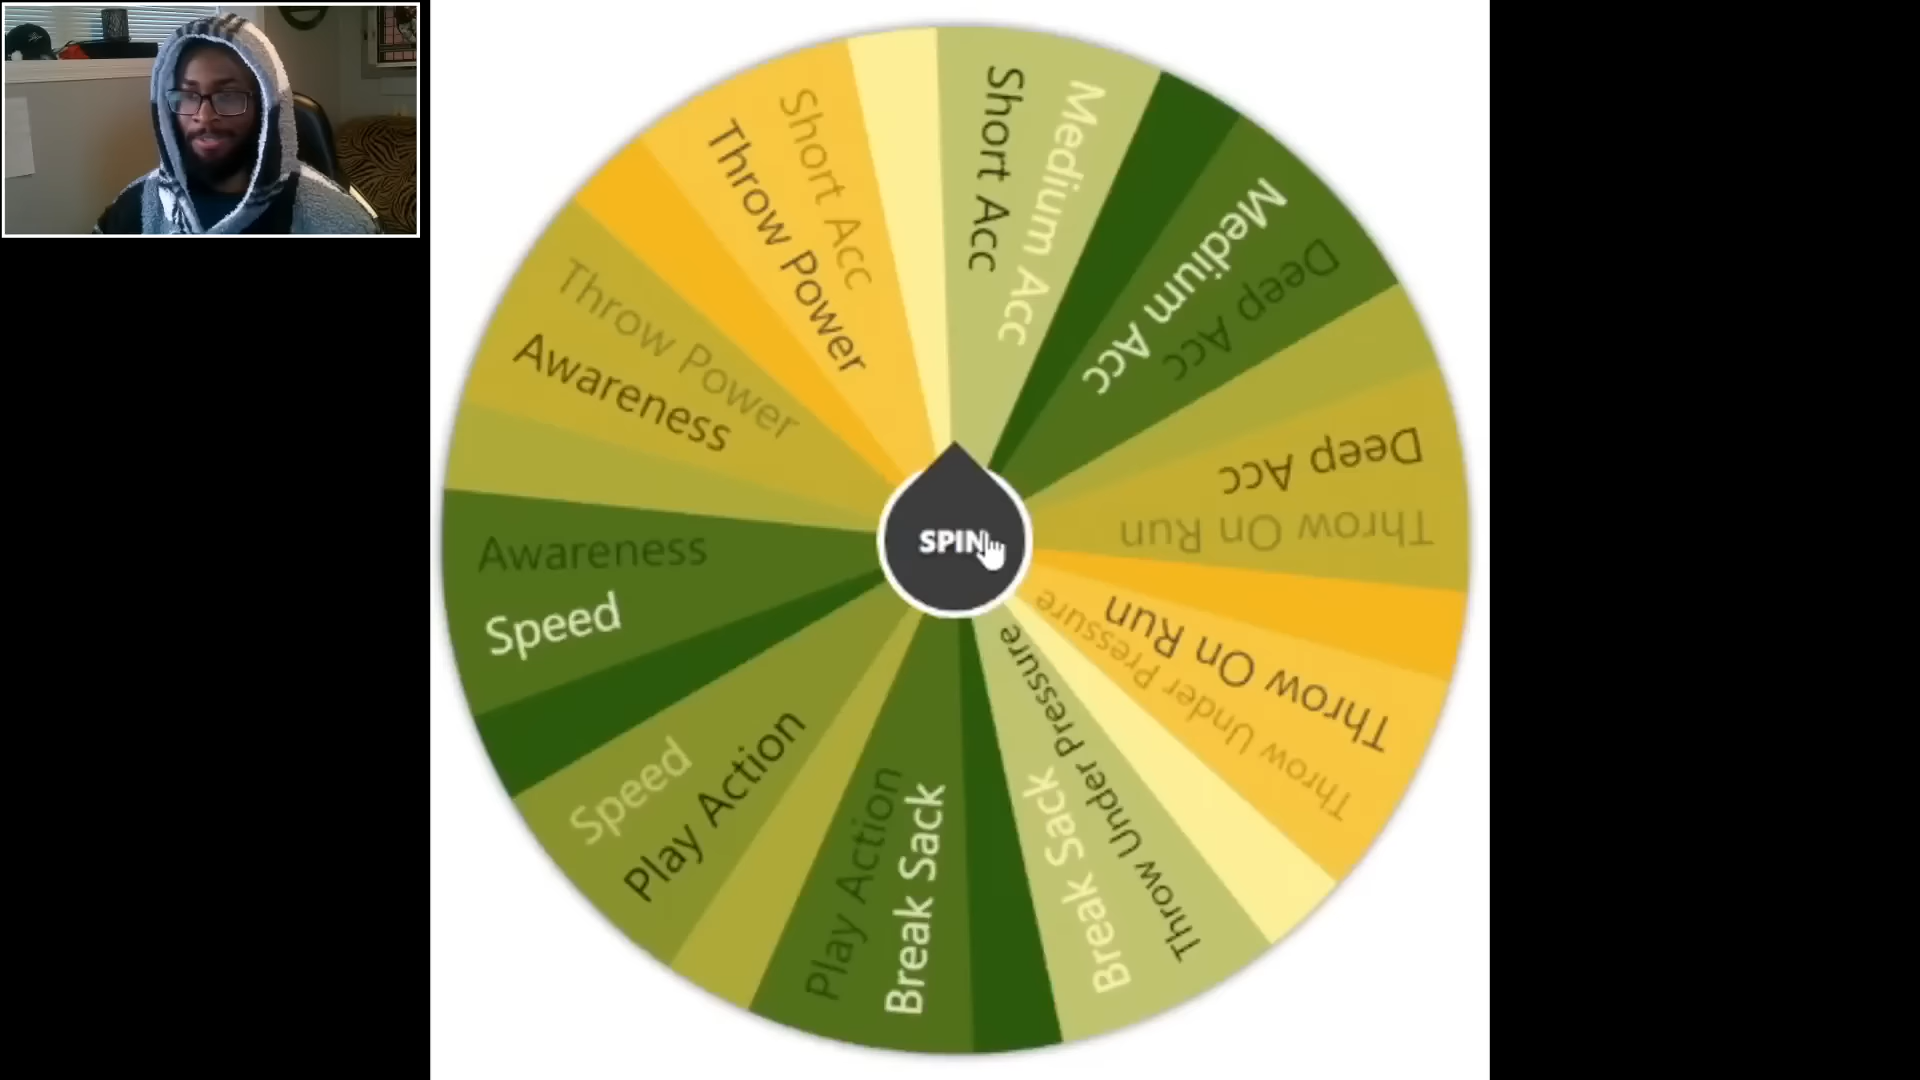 Short Acc
Medium Acc
Medium Acc
Deep Acc
Deep Acc
Throw On Run
Throw On Run
Throw Under Pressure
Throw Under Pressure
Break Sack
Break Sack
Play Action
Play Action
Speed
Speed
Awareness
Awareness
Throw Power
Throw Power
Short Acc
SPIN